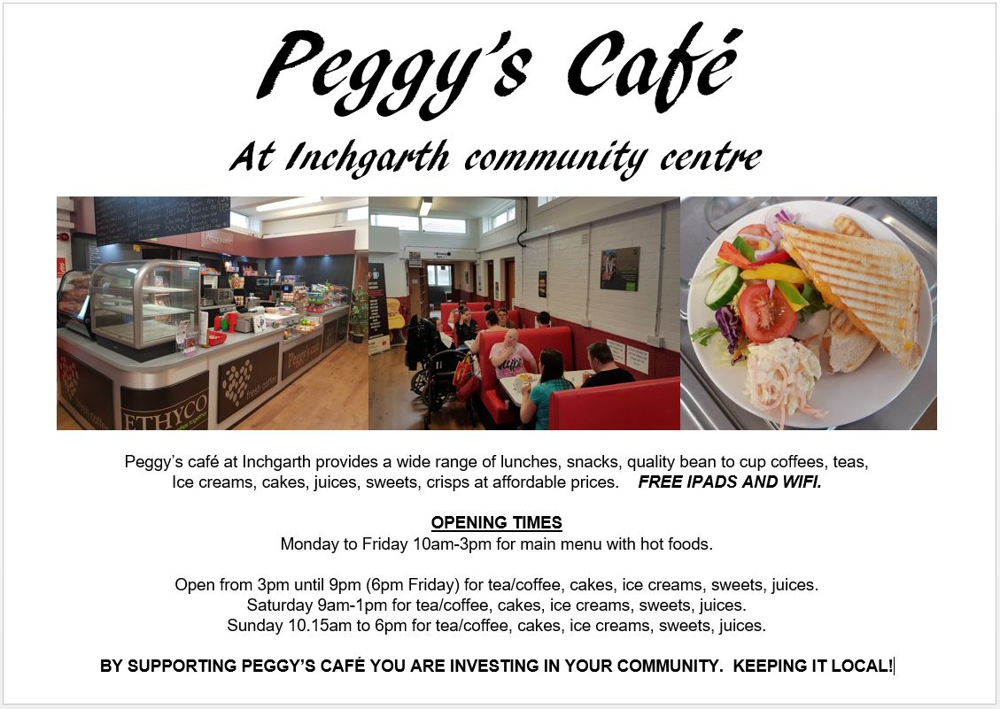 Peggy's Café
At Inchgarth community centre
Peggy's café
fresh coffee
fresh coffee
ETHYCO
Peggy’s café at Inchgarth provides a wide range of lunches, snacks, quality bean to cup coffees, teas,
Ice creams, cakes, juices, sweets, crisps at affordable prices.    FREE IPADS AND WIFI.
OPENING TIMES
Monday to Friday 10am-3pm for main menu with hot foods.
Open from 3pm until 9pm (6pm Friday) for tea/coffee, cakes, ice creams, sweets, juices.
Saturday 9am-1pm for tea/coffee, cakes, ice creams, sweets, juices.
Sunday 10.15am to 6pm for tea/coffee, cakes, ice creams, sweets, juices.
BY SUPPORTING PEGGY’S CAFÉ YOU ARE INVESTING IN YOUR COMMUNITY.  KEEPING IT LOCAL!